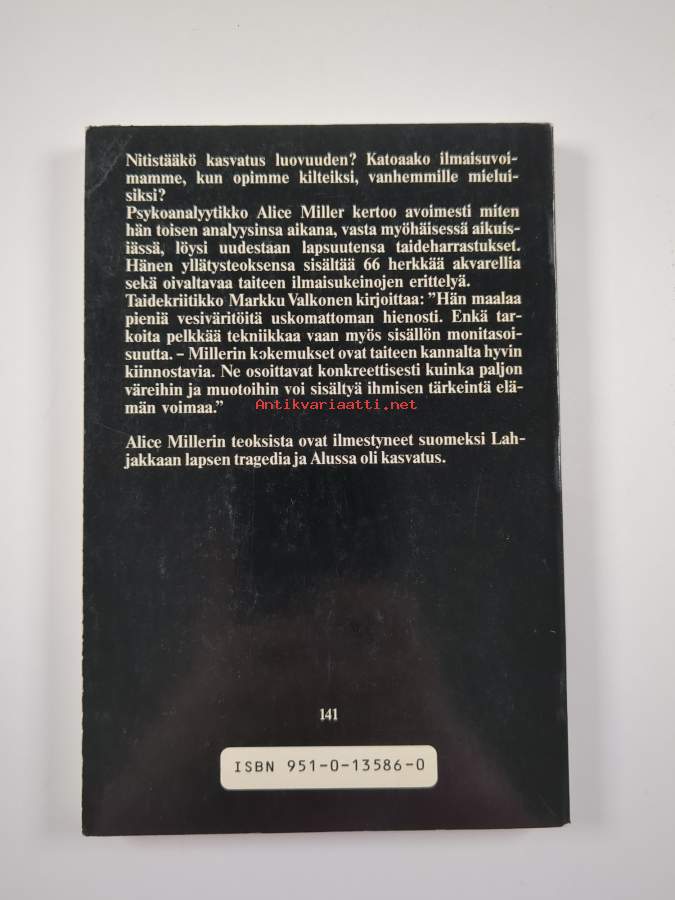 Nitistääkö kasvatus luovuuden? Katoaako ilmaisuvoi-
mamme, kun opimme kilteiksi, vanhemmille mielui-
siksi?
Psykoanalyytikko Alice Miller kertoo avoimesti miten
hän toisen analyysinsa aikana, vasta myöhäisessä aikuis-
iässä, löysi uudestaan lapsuutensa taideharrastukset.
Hänen yllätysteoksensa sisältää 66 herkkää akvarellia
sekä oivaltavaa taiteen ilmaisukeinojen erittelyä.
Taidekriitikko Markku Valkonen kirjoittaa: ”Hän maalaa
pieniä vesiväritöitä uskomattoman hienosti. Enkä tar-
koita pelkkää tekniikkaa vaan myös sisällön monitasoi-
suutta. – Millerin kokemukset ovat taiteen kannalta hyvin
kiinnostavia. Ne osoittavat konkreettisesti kuinka paljon
väreihin ja muotoihin voi sisältyä ihmisen tärkeintä elä-
män voimaa.”
Antikvariaatti.net
Alice Millerin teoksista ovat ilmestyneet suomeksi Lah-
jakkaan lapsen tragedia ja Alussa oli kasvatus.
141
ISBN 951-0-13586-0